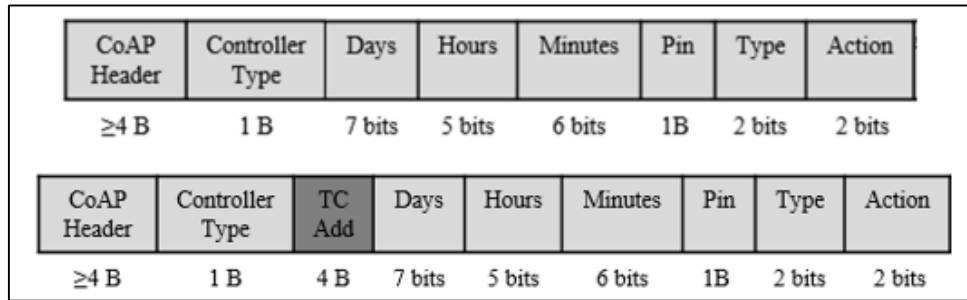 CoAP Controller Days Hours Minutes Pin Type Action
Header Type
≥4 B 1 B 7 bits 5 bits 6 bits 1B 2 bits 2 bits
CoAP Controller TC Days Hours Minutes Pin Type Action
Header Type Add
≥4 B 1 B 4 B 7 bits 5 bits 6 bits 1B 2 bits 2 bits